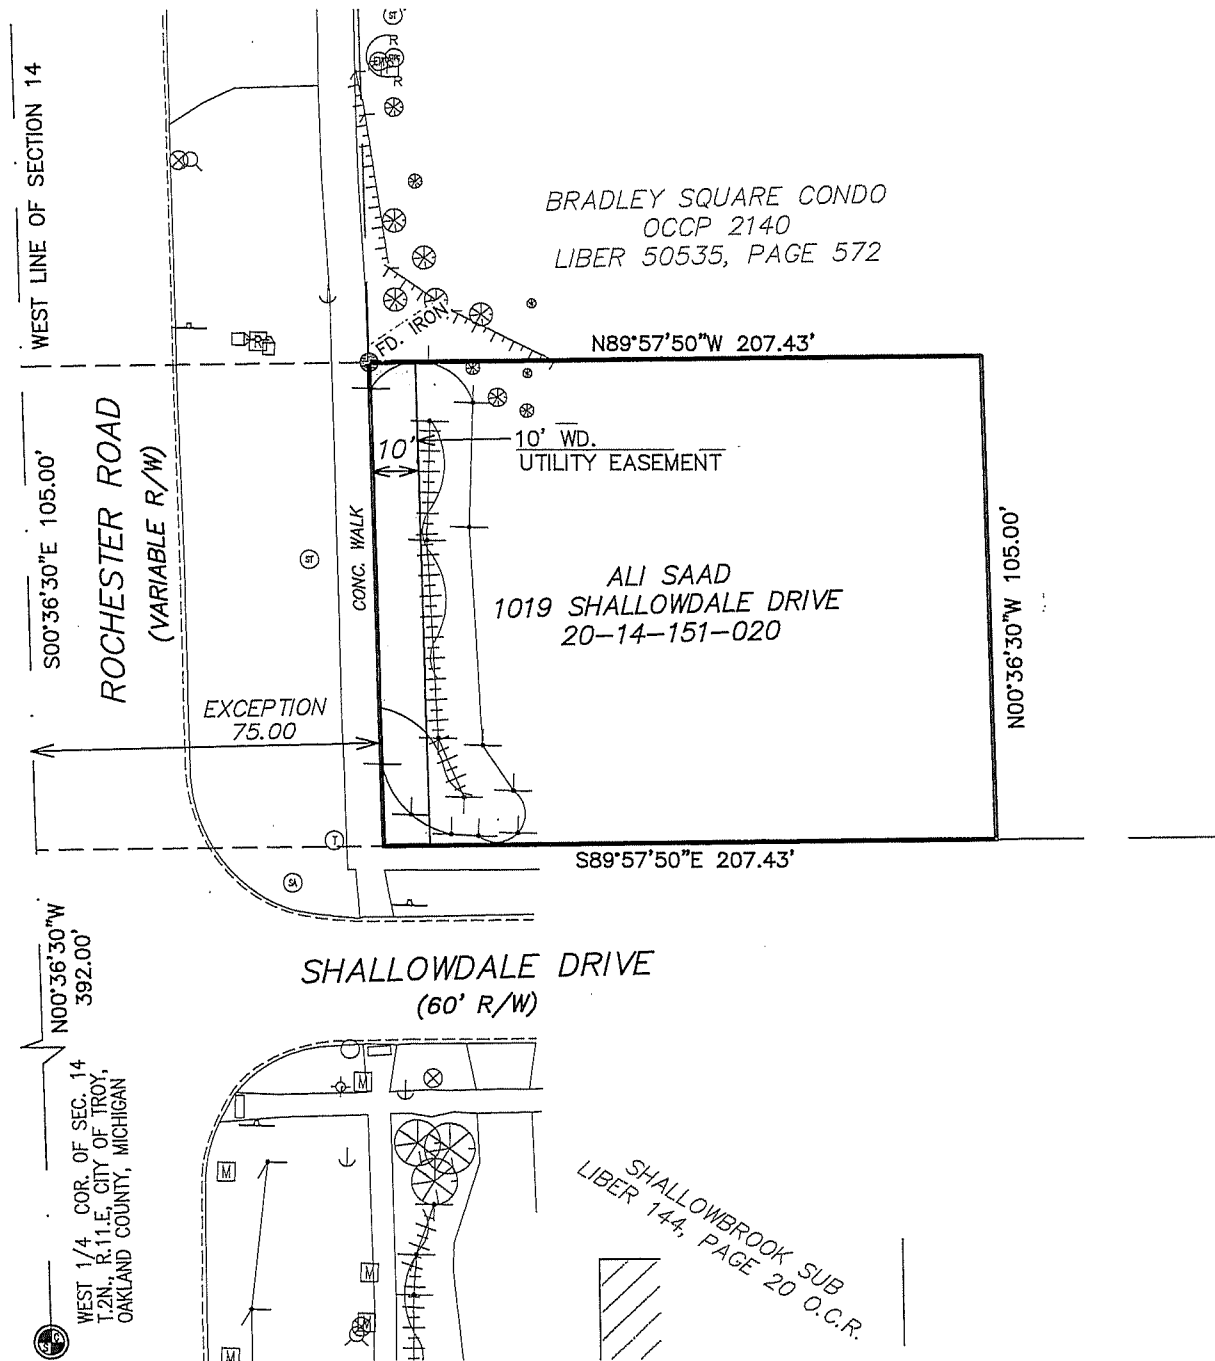 WEST LINE OF SECTION 14
BRADLEY SQUARE CONDO
OCCP 2140
LIBER 50535, PAGE 572
FD. IRON
N89°57'50"W 207.43'
S00°36'30"E 105.00'
ROCHESTER ROAD
(VARIABLE R/W)
CONC. WALK
10'
10' WD.
UTILITY EASEMENT
ALI SAAD
1019 SHALLOWDALE DRIVE
20-14-151-020
N00°36'30"W 105.00'
EXCEPTION
75.00
S89°57'50"E 207.43'
N00°36'30"W
392.00'
SHALLOWDALE DRIVE
(60' R/W)
WEST 1/4 COR. OF SEC. 14
T.2N., R.11.E, CITY OF TROY,
OAKLAND COUNTY, MICHIGAN
SHALLOWBROOK SUB
LIBER 144, PAGE 20 O.C.R.
ST
R
R
R
ST
T
SA
M
M
M
M
M